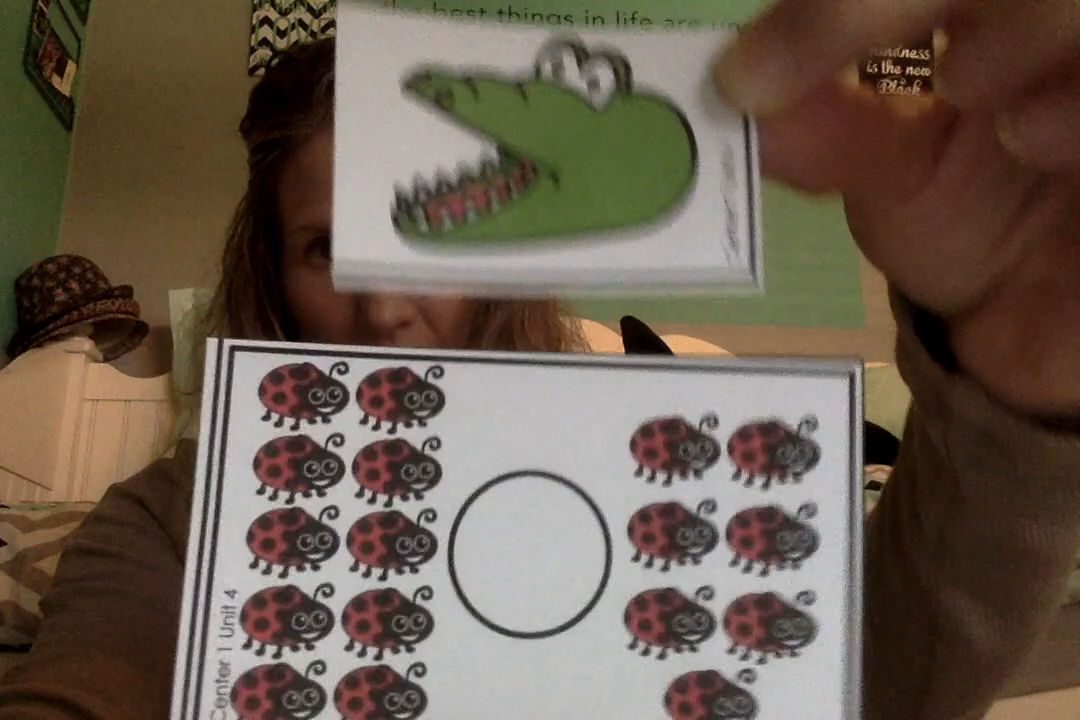 best things in life are
kindness
is the new
Black
Center 1 Unit 4